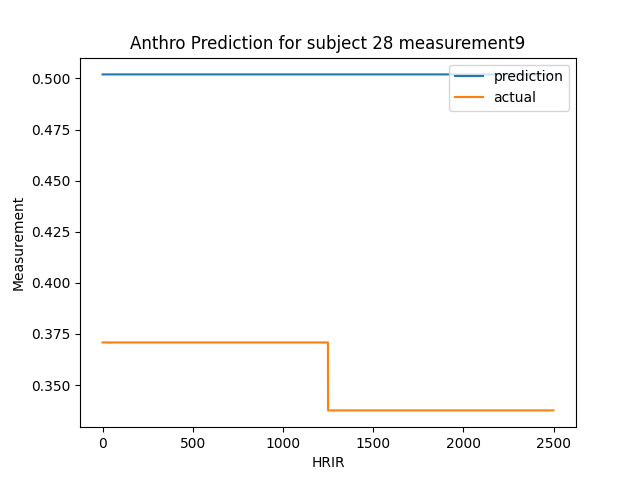 Anthro Prediction for subject 28 measurement9
prediction
actual
0.500
0.475
0.450
0.425
0.400
0.375
0.350
Measurement
0
500
1000
1500
2000
2500
HRIR